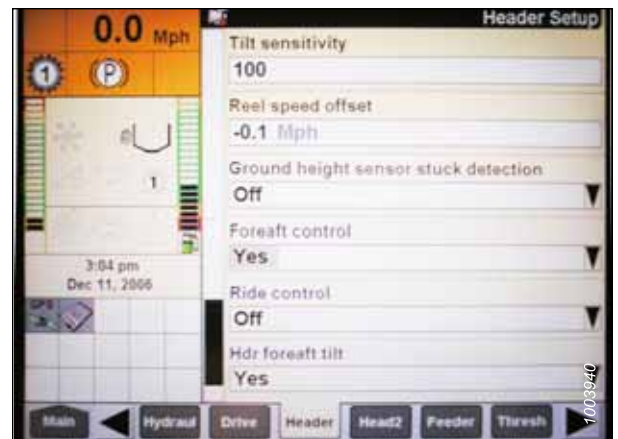 0.0 Mph
1
P
1
3:04 pm
Dec 11, 2006
GPS
Header Setup
Tilt sensitivity
100
Reel speed offset
-0.1 Mph
Ground height sensor stuck detection
Off
Foreaft control
Yes
Ride control
Off
Hdr foreaft tilt
Yes
Main
Hydraul
Drive
Header
Head2
Feeder
Thresh
1003940